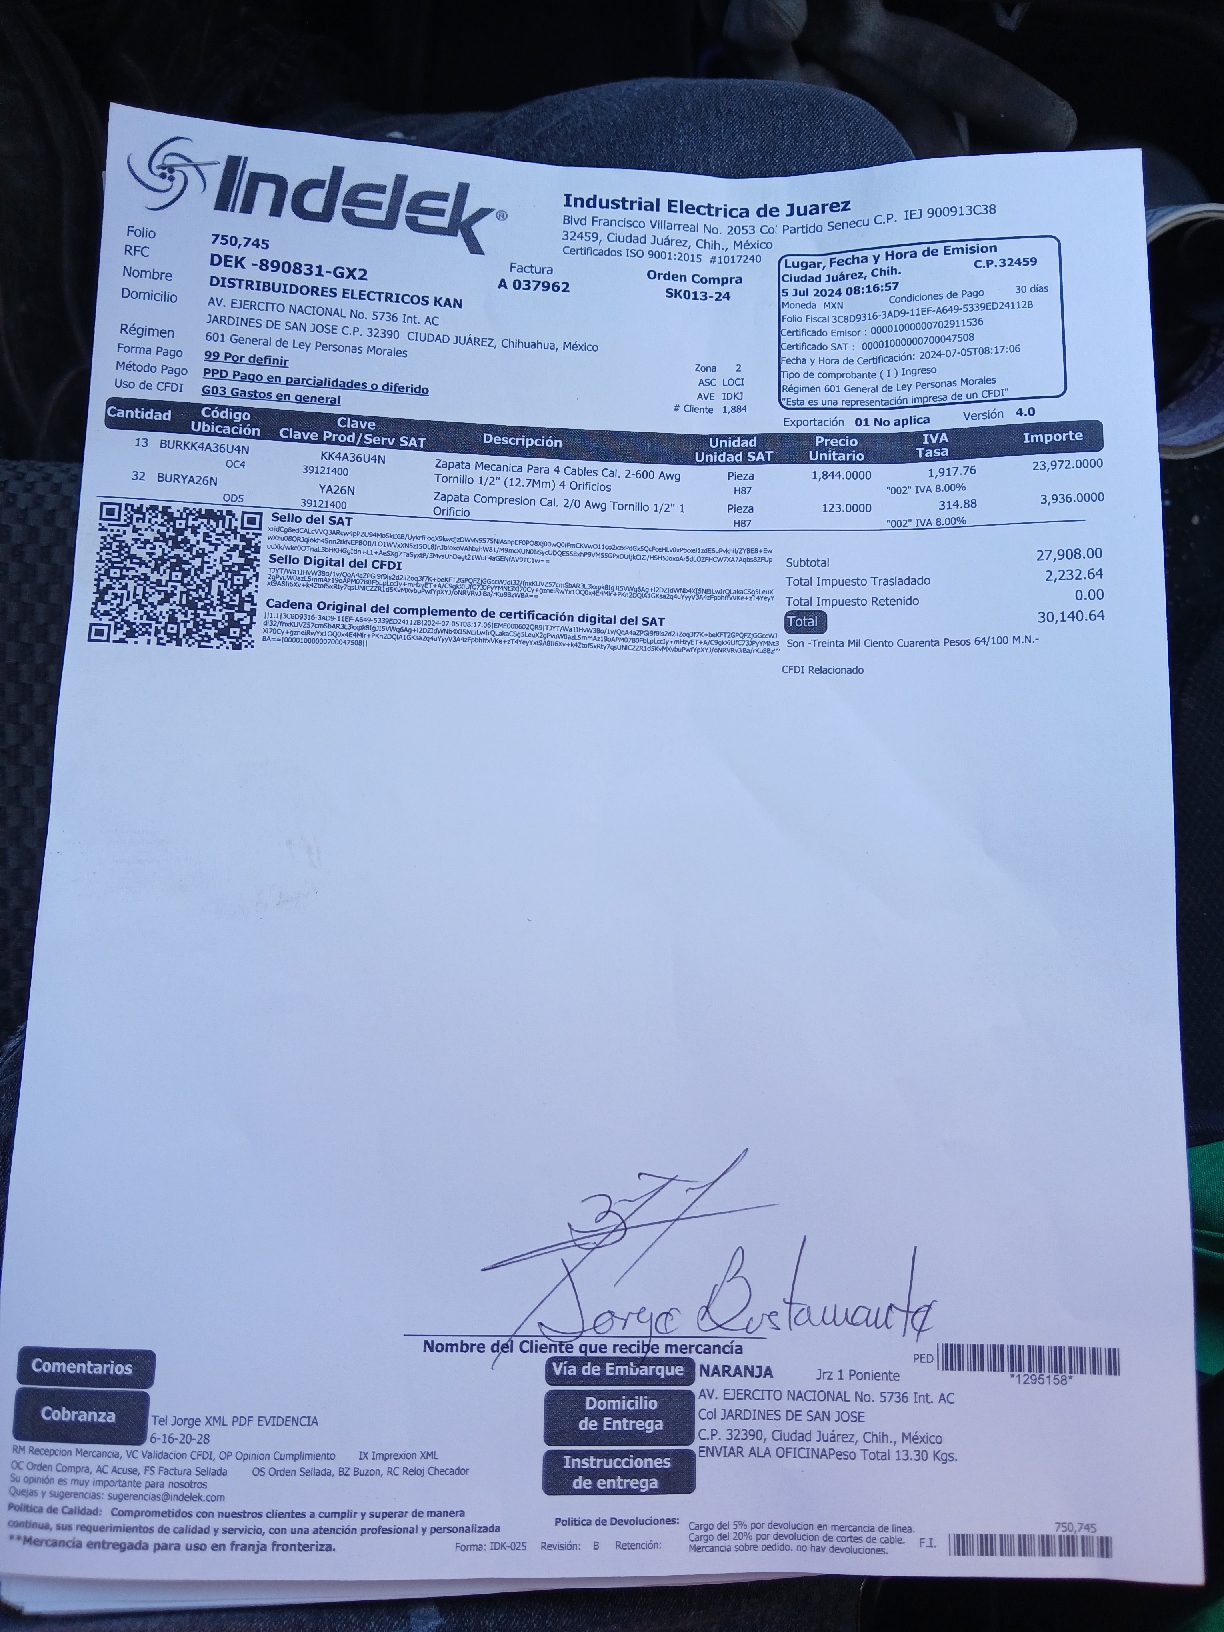 Indelek®
Industrial Electrica de Juarez
Blvd Francisco Villarreal No. 2053 Co. Partido Senecu C.P. IEJ 900913C38
32459, Ciudad Juárez, Chih., México
Certificados ISO 9001:2015 #1017240
Folio 750,745
RFC DEK -890831-GX2
Nombre DISTRIBUIDORES ELECTRICOS KAN
Domicilio AV. EJERCITO NACIONAL No. 5736 Int. AC
JARDINES DE SAN JOSE C.P. 32390 CIUDAD JUÁREZ, Chihuahua, México
Régimen 601 General de Ley Personas Morales
Forma Pago 99 Por definir
Método Pago PPD Pago en parcialidades o diferido
Uso de CFDI G03 Gastos en general
Factura
A 037962
Orden Compra
SK013-24
Zona 2
ASC LOCI
AVE IDKJ
# Cliente 1,884
Lugar, Fecha y Hora de Emision
Ciudad Juárez, Chih. C.P.32459
5 Jul 2024 08:16:57
Moneda MXN Condiciones de Pago 30 días
Folio Fiscal 3C8D9316-3AD9-11EF-A649-5339ED24112B
Certificado Emisor : 00001000000702911536
Certificado SAT : 00001000000700047508
Fecha y Hora de Certificación: 2024-07-05T08:17:06
Tipo de comprobante ( I ) Ingreso
Régimen 601 General de Ley Personas Morales
"Esta es una representación impresa de un CFDI"
Exportación 01 No aplica Versión 4.0
Cantidad Código Clave Descripción Unidad Precio IVA Importe
Ubicación Clave Prod/Serv SAT Unidad SAT Unitario Tasa
13 BURKK4A36U4N KK4A36U4N Zapata Mecanica Para 4 Cables Cal. 2-600 Awg Pieza 1,844.0000 1,917.76 23,972.0000
OC4 39121400 Tornillo 1/2" (12.7Mm) 4 Orificios H87 "002" IVA 8.00%
32 BURYA26N YA26N Zapata Compresion Cal. 2/0 Awg Tornillo 1/2" 1 Pieza 123.0000 314.88 3,936.0000
OD5 39121400 Orificio H87 "002" IVA 8.00%
Sello del SAT
Sello Digital del CFDI
Cadena Original del complemento de certificación digital del SAT
Subtotal 27,908.00
Total Impuesto Trasladado 2,232.64
Total Impuesto Retenido 0.00
Total 30,140.64
Son -Treinta Mil Ciento Cuarenta Pesos 64/100 M.N.-
CFDI Relacionado
Jorge Bustamante
Nombre del Cliente que recibe mercancía
Comentarios
Cobranza
Tel Jorge XML PDF EVIDENCIA
6-16-20-28
Vía de Embarque NARANJA Jrz 1 Poniente
PED
*1295158*
Domicilio de Entrega
AV. EJERCITO NACIONAL No. 5736 Int. AC
Col JARDINES DE SAN JOSE
C.P. 32390, Ciudad Juárez, Chih., México
Instrucciones de entrega
ENVIAR ALA OFICINAPeso Total 13.30 Kgs.
RM Recepcion Mercancia, VC Validacion CFDI, OP Opinion Cumplimiento IX Imprexion XML
OC Orden Compra, AC Acuse, FS Factura Sellada OS Orden Sellada, BZ Buzon, RC Reloj Checador
Su opinión es muy importante para nosotros
Quejas y sugerencias: sugerencias@indelek.com
Política de Calidad: Comprometidos con nuestros clientes a cumplir y superar de manera
continua, sus requerimientos de calidad y servicio, con una atención profesional y personalizada
**Mercancía entregada para uso en franja fronteriza.
Forma: IDK-025 Revisión: B Retención:
Política de Devoluciones:
Cargo del 5% por devolucion en mercancia de linea.
Cargo del 20% por devolucion de cortes de cable.
Mercancia sobre pedido. no hay devoluciones.
F.I.
750,745